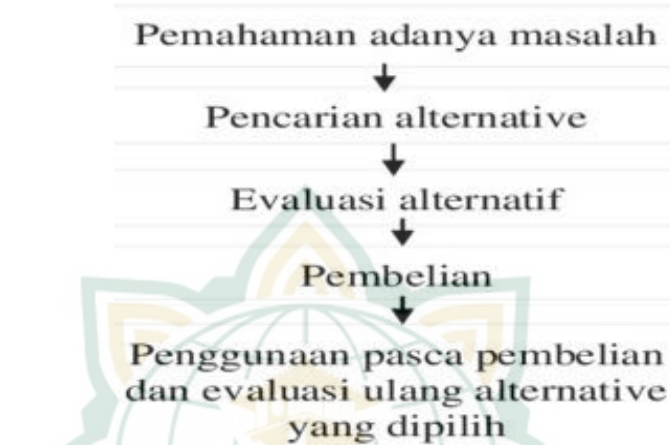 Pemahaman adanya masalah
Pencarian alternative
Evaluasi alternatif
Pembelian
Penggunaan pasca pembelian
dan evaluasi ulang alternative
yang dipilih